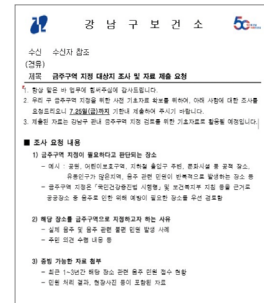 강 남 구 보 건 소
수신 수신자 참조
(경유)
제목 금주구역 지정 대상지 조사 및 자료 제출 요청
1. 항상 같은 바 업무에 힘써주심에 감사드립니다.
2. 우리 구 금주구역 지정을 위한 사전 기초자료 확보를 위하여, 아래 사항에 대한 조사를
요청드리오니 7.25일(금)까지 기한내 제출하여 주시기 바랍니다.
3. 제출된 자료는 강남구 관내 금주구역 지정 검토를 위한 기초자료로 활용될 예정입니다.
■ 조사 요청 내용
1) 금주구역 지정이 필요하다고 판단되는 장소
- 예시 : 공원, 어린이보호구역, 지하철 출입구 주변, 문화시설 등 공적 장소,
유동인구가 많은지역, 음주 관련 민원이 반복적으로 발생하는 장소 등
- 금주구역 지정은 「국민건강증진법 시행령」 및 보건복지부 지침 등을 근거로
공공장소 중 음주로 인한 위해 예방이 필요한 장소를 우선 검토함
2) 해당 장소를 금주구역으로 지정하고자 하는 사유
- 실제 음주 및 음주 관련 불편 민원 발생 사례
- 주민 의견 수렴 내용 등
3) 증빙 가능한 자료 첨부
- 최근 1~3년간 해당 장소 관련 음주 민원 접수 현황
- 민원 처리 결과, 현장사진 등이 포함된 자료